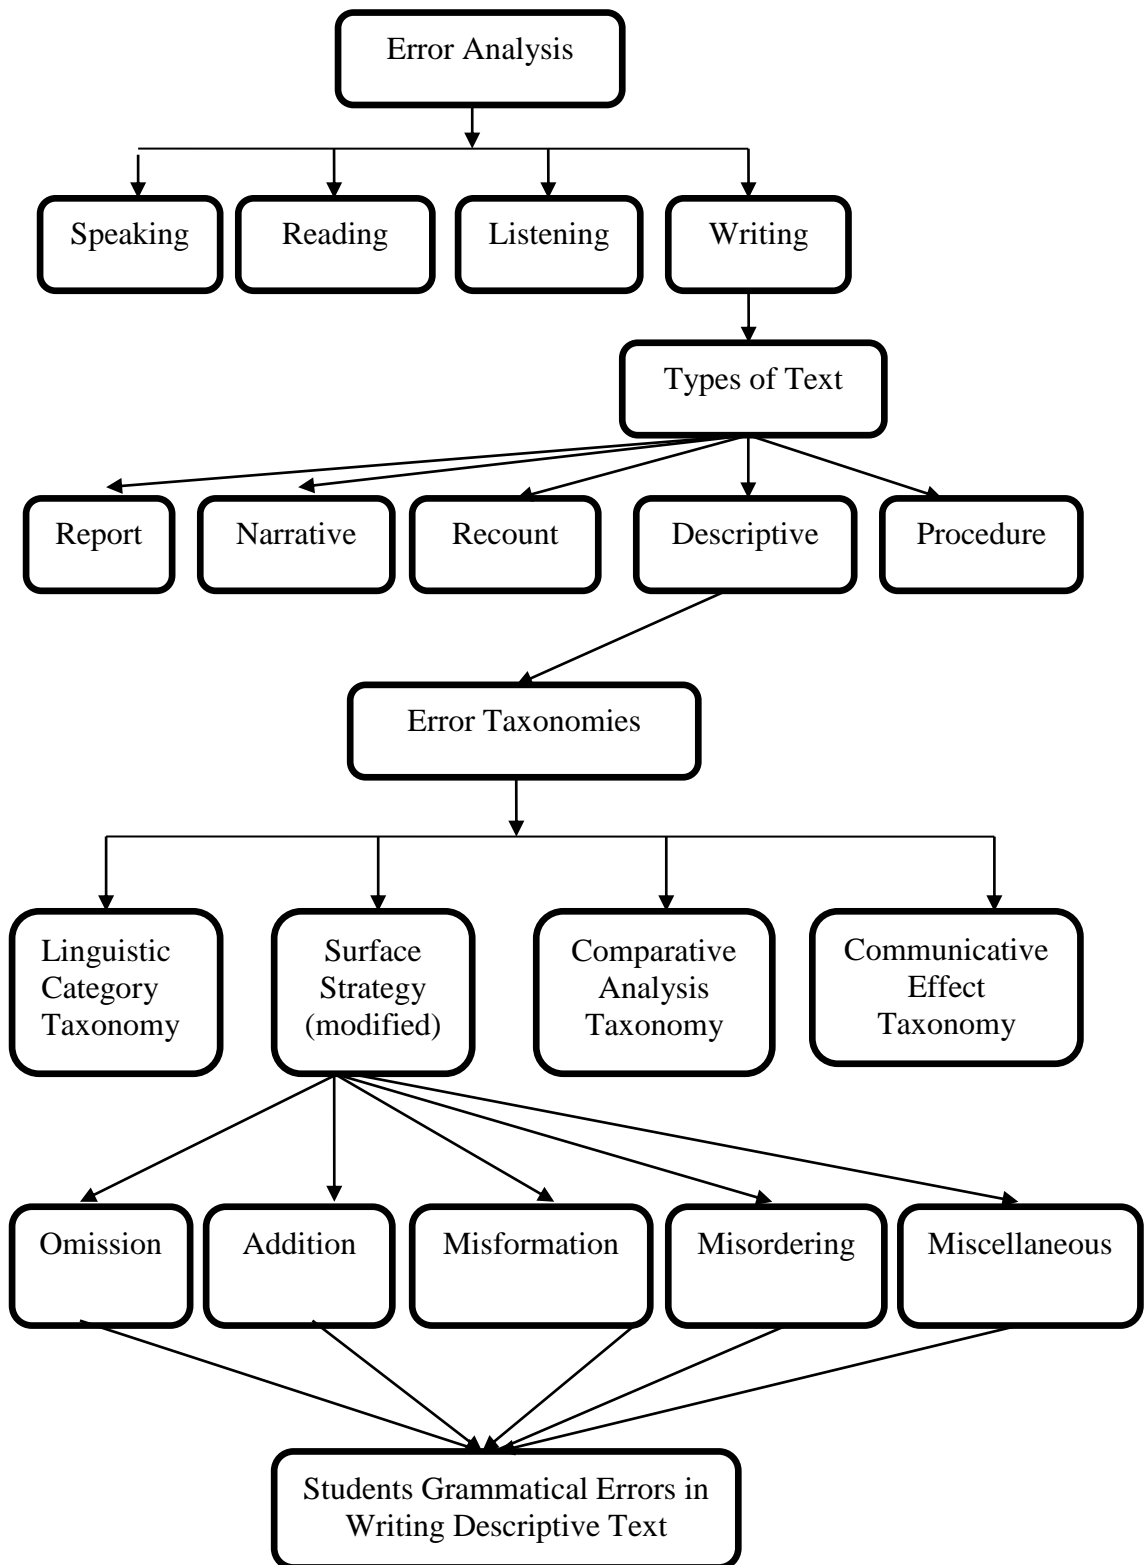 Error Analysis
Speaking
Reading
Listening
Writing
Types of Text
Report
Narrative
Recount
Descriptive
Procedure
Error Taxonomies
Linguistic
Category
Taxonomy
Surface
Strategy
(modified)
Comparative
Analysis
Taxonomy
Communicative
Effect
Taxonomy
Omission
Addition
Misformation
Misordering
Miscellaneous
Students Grammatical Errors in
Writing Descriptive Text